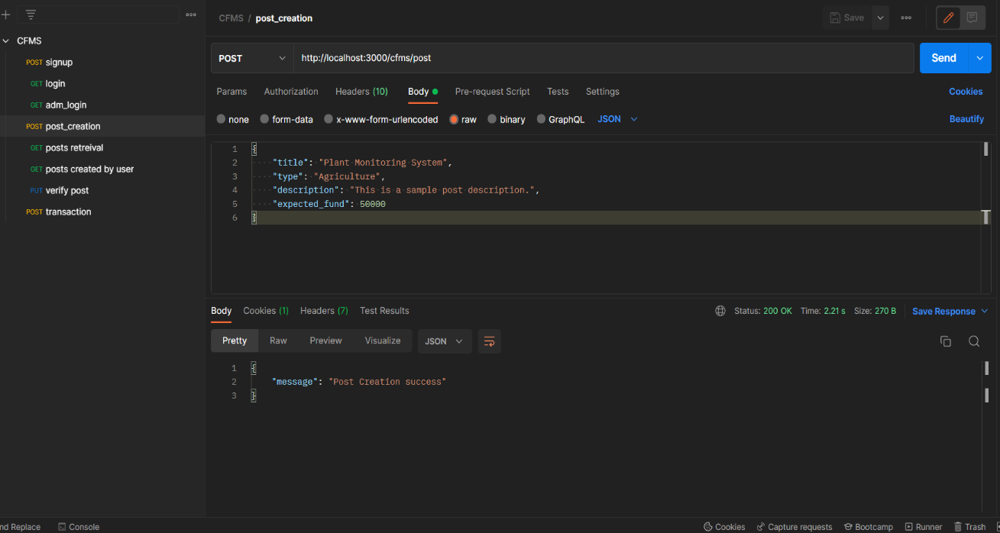 CFMS / post_creation
Save
CFMS
POST signup
GET login
GET adm_login
POST post_creation
GET posts retreival
GET posts created by user
PUT verify post
POST transaction
POST http://localhost:3000/cfms/post Send
Params Authorization Headers (10) Body Pre-request Script Tests Settings Cookies
none form-data x-www-form-urlencoded raw binary GraphQL JSON Beautify
1 {
2 "title": "Plant Monitoring System",
3 "type": "Agriculture",
4 "description": "This is a sample post description.",
5 "expected_fund": 50000
6 }
Body Cookies (1) Headers (7) Test Results Status: 200 OK Time: 2.21 s Size: 270 B Save Response
Pretty Raw Preview Visualize JSON
1 {
2 "message": "Post Creation success"
3 }
nd Replace Console Cookies Capture requests Bootcamp Runner Trash